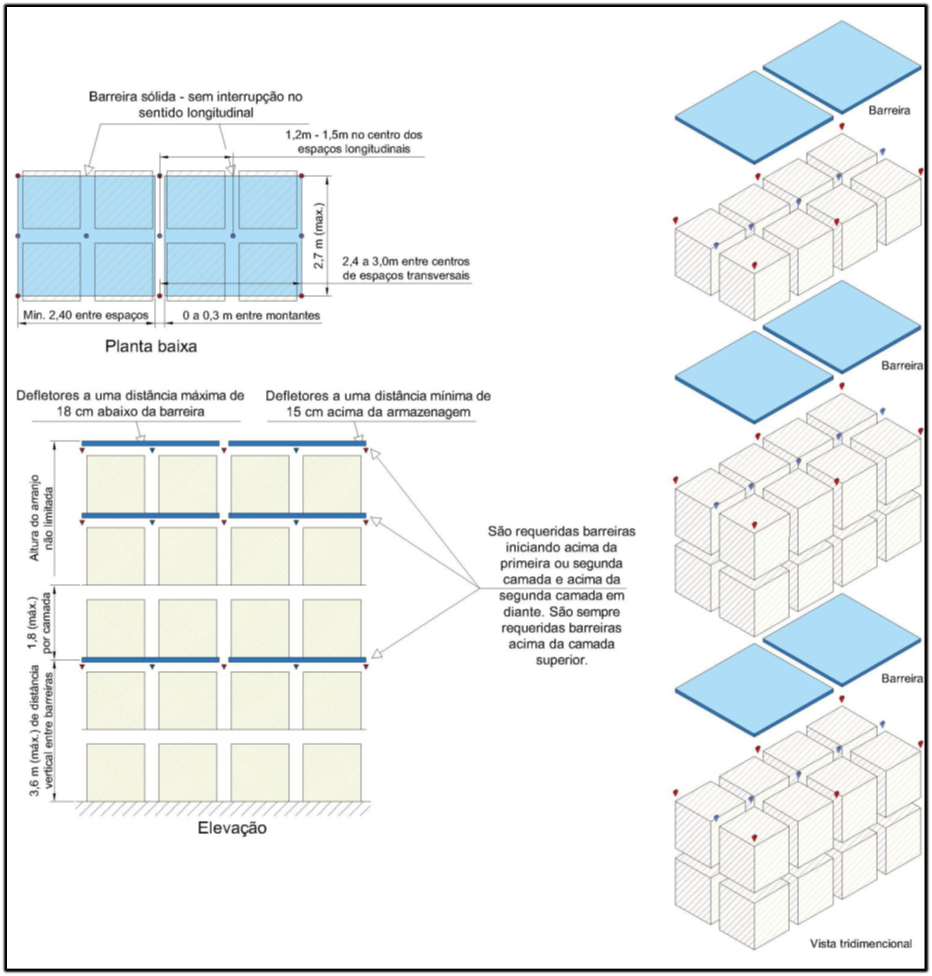 Barreira sólida - sem interrupção no
sentido longitudinal
1,2m - 1,5m no centro dos
espaços longitudinais
2,7 m (max.)
2,4 a 3,0m entre centros
de espaços transversais
Min. 2,40 entre espaços
0 a 0,3 m entre montantes
Planta baixa
Defletores a uma distância máxima de
18 cm abaixo da barreira
Defletores a uma distância mínima de
15 cm acima da armazenagem
Altura do arranjo
não limitada
1,8 (máx.)
por camada
3,6 m (máx.) de distância
vertical entre barreiras
São requeridas barreiras
iniciando acima da
primeira ou segunda
camada e acima da
segunda camada em
diante. São sempre
requeridas barreiras
acima da camada
superior.
Elevação
Barreira
Barreira
Barreira
Vista tridimencional